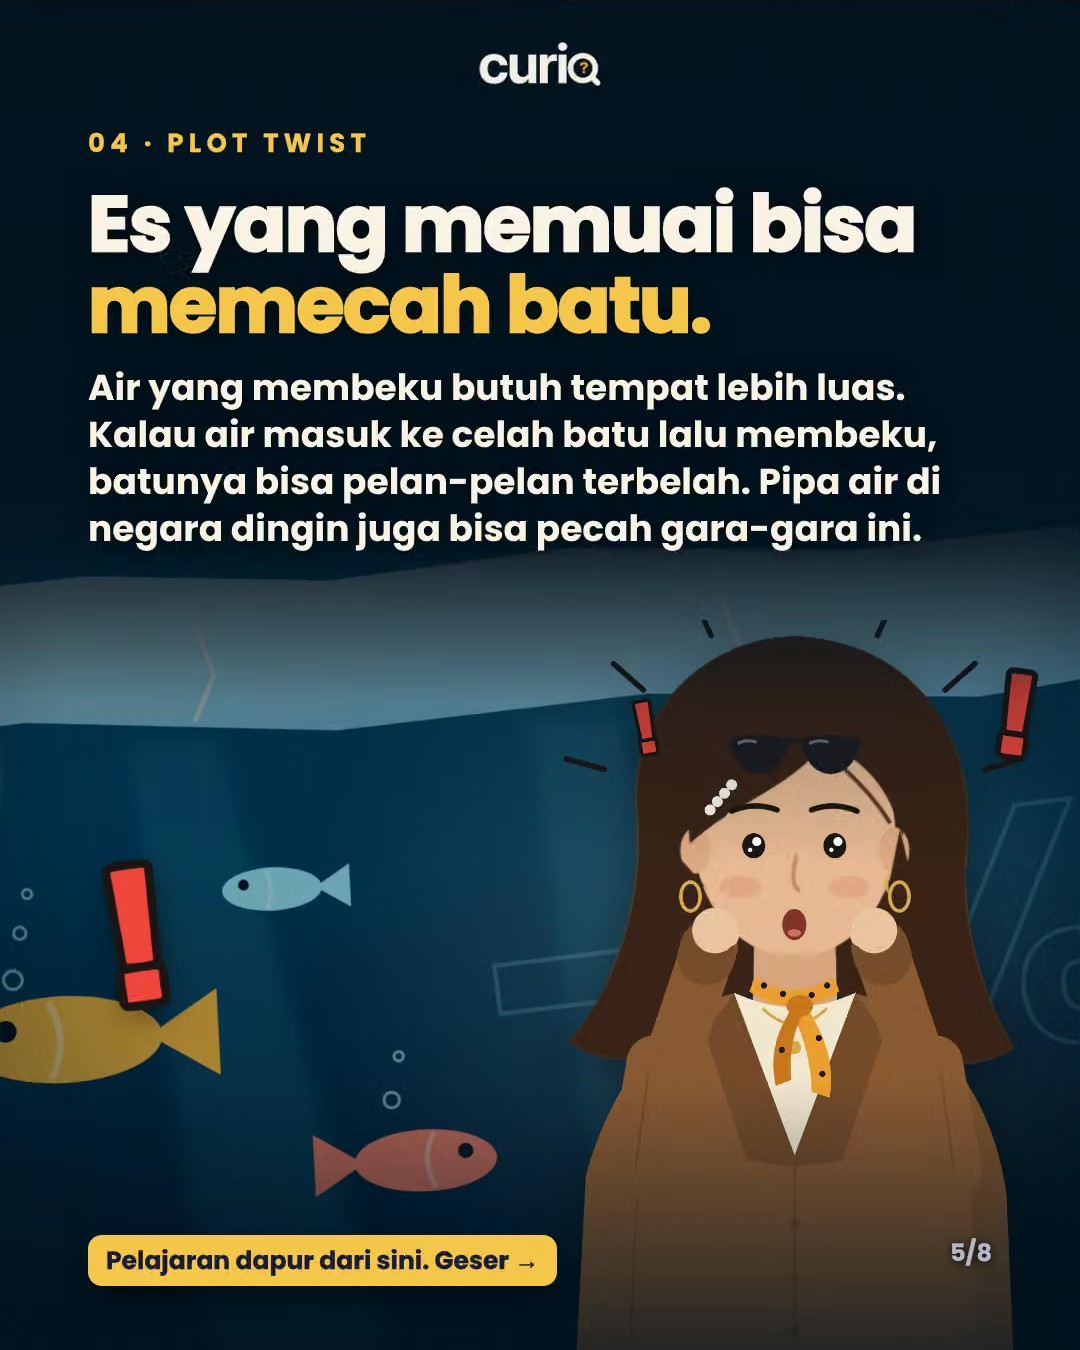 curiq
04 · PLOT TWIST
Es yang memuai bisa
memecah batu.
Air yang membeku butuh tempat lebih luas.
Kalau air masuk ke celah batu lalu membeku,
batunya bisa pelan-pelan terbelah. Pipa air di
negara dingin juga bisa pecah gara-gara ini.
! ! !
%
Pelajaran dapur dari sini. Geser →
5/8